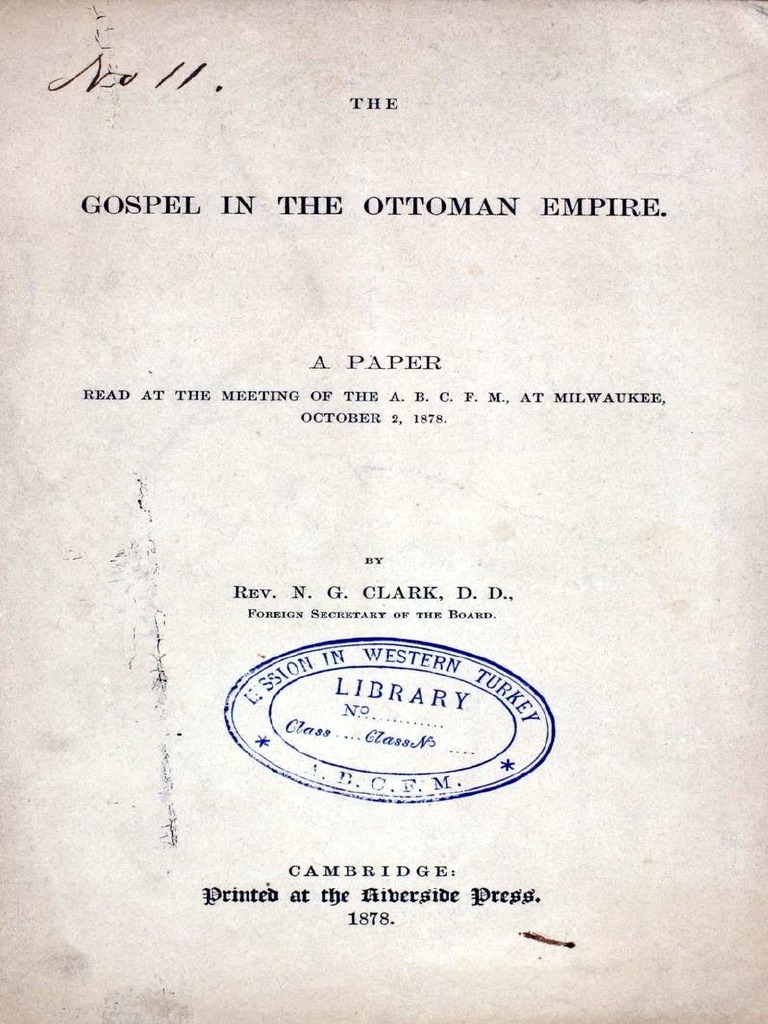 No 11.
THE
GOSPEL IN THE OTTOMAN EMPIRE.
A PAPER
READ AT THE MEETING OF THE A. B. C. F. M., AT MILWAUKEE,
OCTOBER 2, 1878.
BY
REV. N. G. CLARK, D. D.,
FOREIGN SECRETARY OF THE BOARD.
MISSION IN WESTERN TURKEY
LIBRARY
No..........
Class .... Class No .....
* A. B. C. F. M. *
CAMBRIDGE:
Printed at the Riverside Press.
1878.